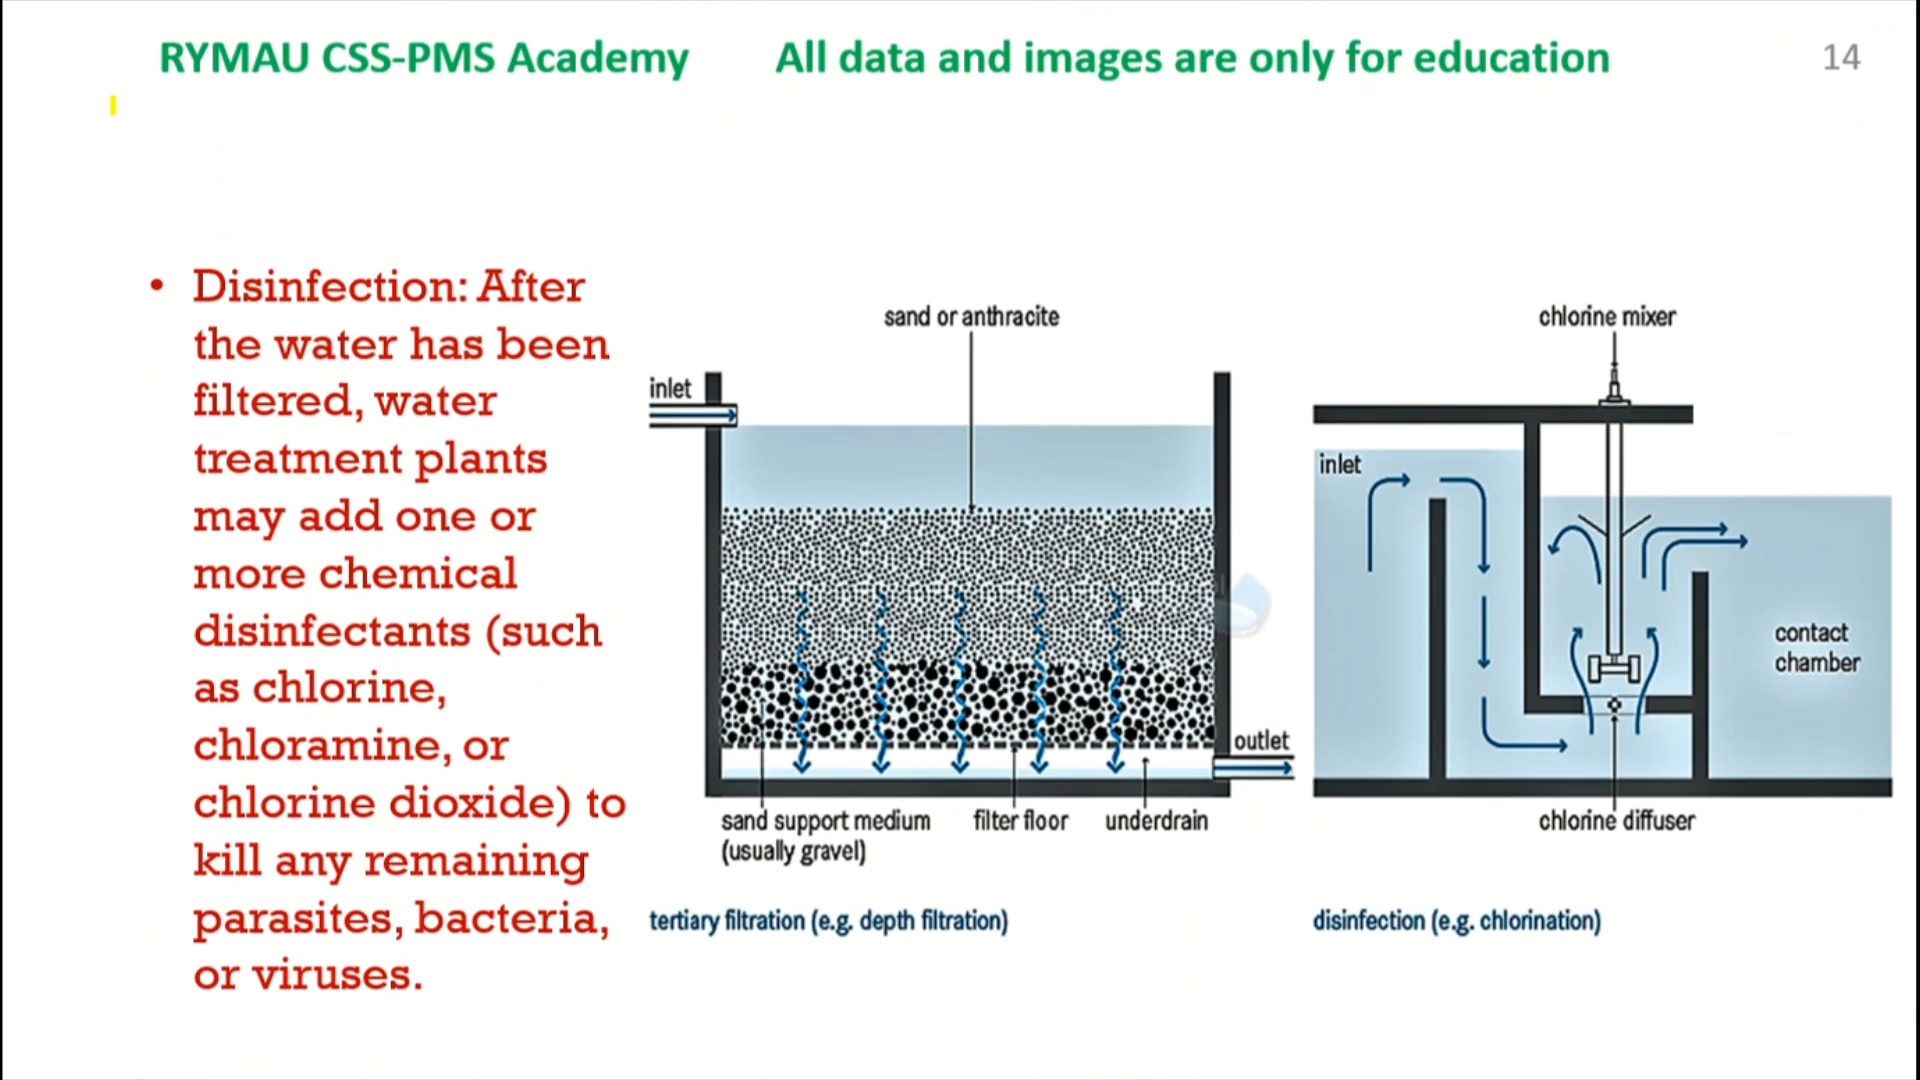 RYMAU CSS-PMS Academy
All data and images are only for education
14
• Disinfection: After
the water has been
filtered, water
treatment plants
may add one or
more chemical
disinfectants (such
as chlorine,
chloramine, or
chlorine dioxide) to
kill any remaining
parasites, bacteria,
or viruses.
sand or anthracite
inlet
outlet
sand support medium
(usually gravel)
filter floor
underdrain
tertiary filtration (e.g. depth filtration)
chlorine mixer
inlet
contact
chamber
chlorine diffuser
disinfection (e.g. chlorination)